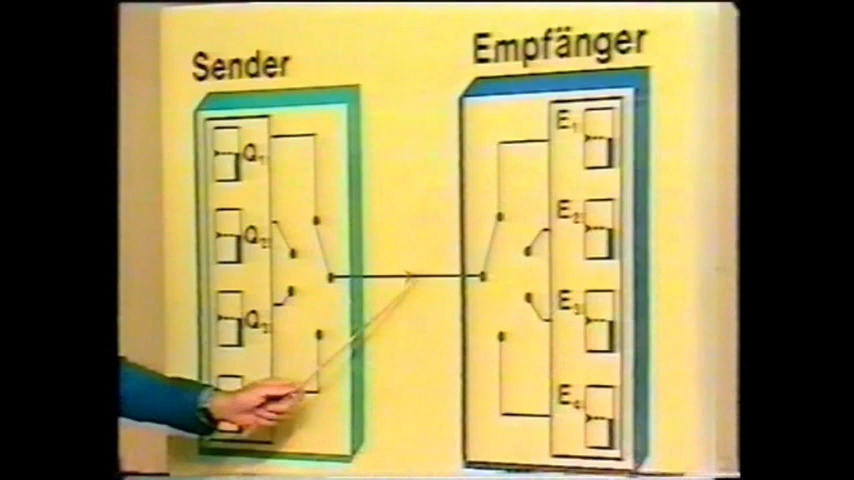 Sender
Empfänger
Q1
Q2
Q3
E1
E2
E3
E4